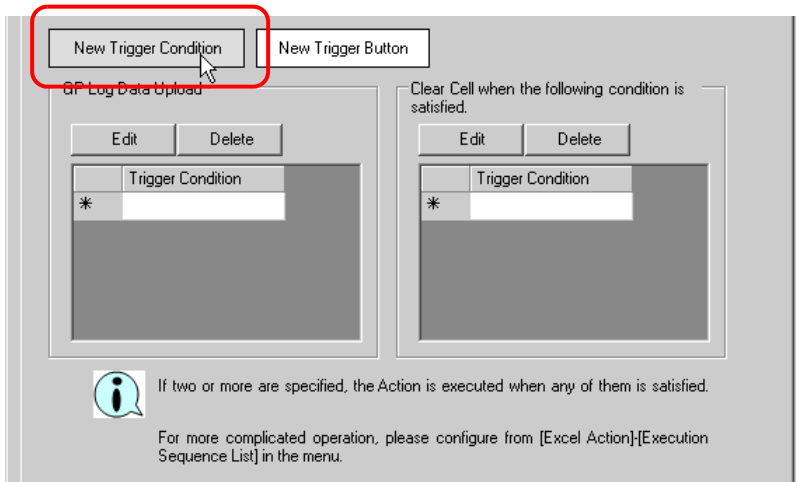 New Trigger Condition
New Trigger Button
GP Log Data Upload
Edit
Delete
Trigger Condition
Clear Cell when the following condition is
satisfied.
Edit
Delete
Trigger Condition
If two or more are specified, the Action is executed when any of them is satisfied.
For more complicated operation, please configure from [Excel Action]-[Execution
Sequence List] in the menu.